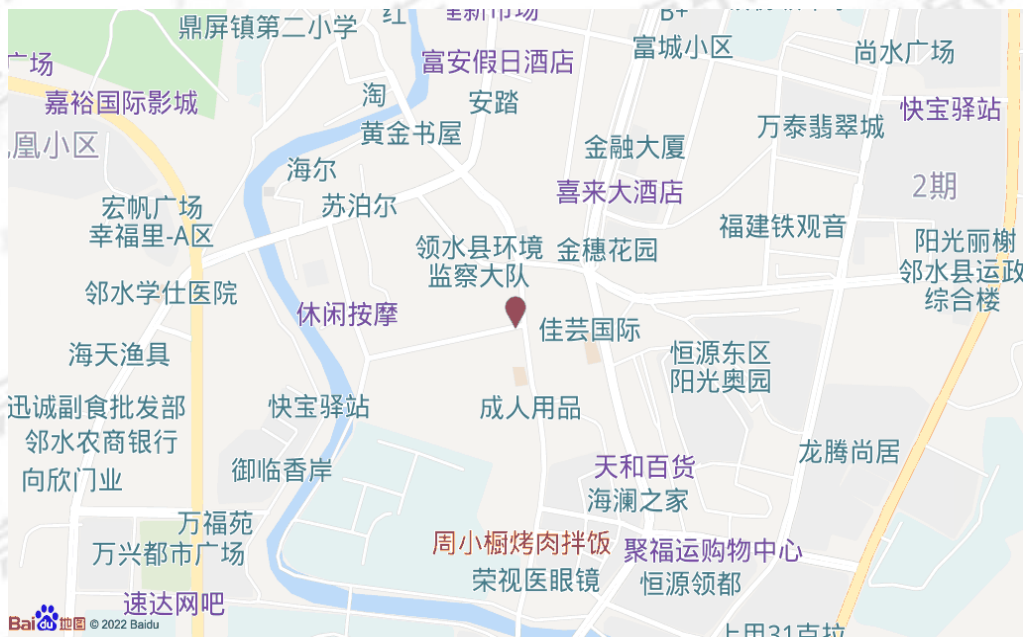 鼎屏镇第二小学
红
B+
广场
富安假日酒店
富城小区
尚水广场
嘉裕国际影城
淘
安踏
快宝驿站
黄金书屋
金融大厦
万泰翡翠城
凰小区
海尔
喜来大酒店
2期
宏帆广场
幸福里-A区
苏泊尔
福建铁观音
领水县环境
监察大队
金穗花园
阳光丽榭
邻水县运政
综合楼
邻水学仕医院
休闲按摩
佳芸国际
海天渔具
恒源东区
阳光奥园
迅诚副食批发部
快宝驿站
成人用品
邻水农商银行
向欣门业
御临香岸
天和百货
龙腾尚居
海澜之家
万福苑
万兴都市广场
周小橱烤肉拌饭
聚福运购物中心
荣视医眼镜
恒源领都
速达网吧
Bai du 地图 © 2022 Baidu